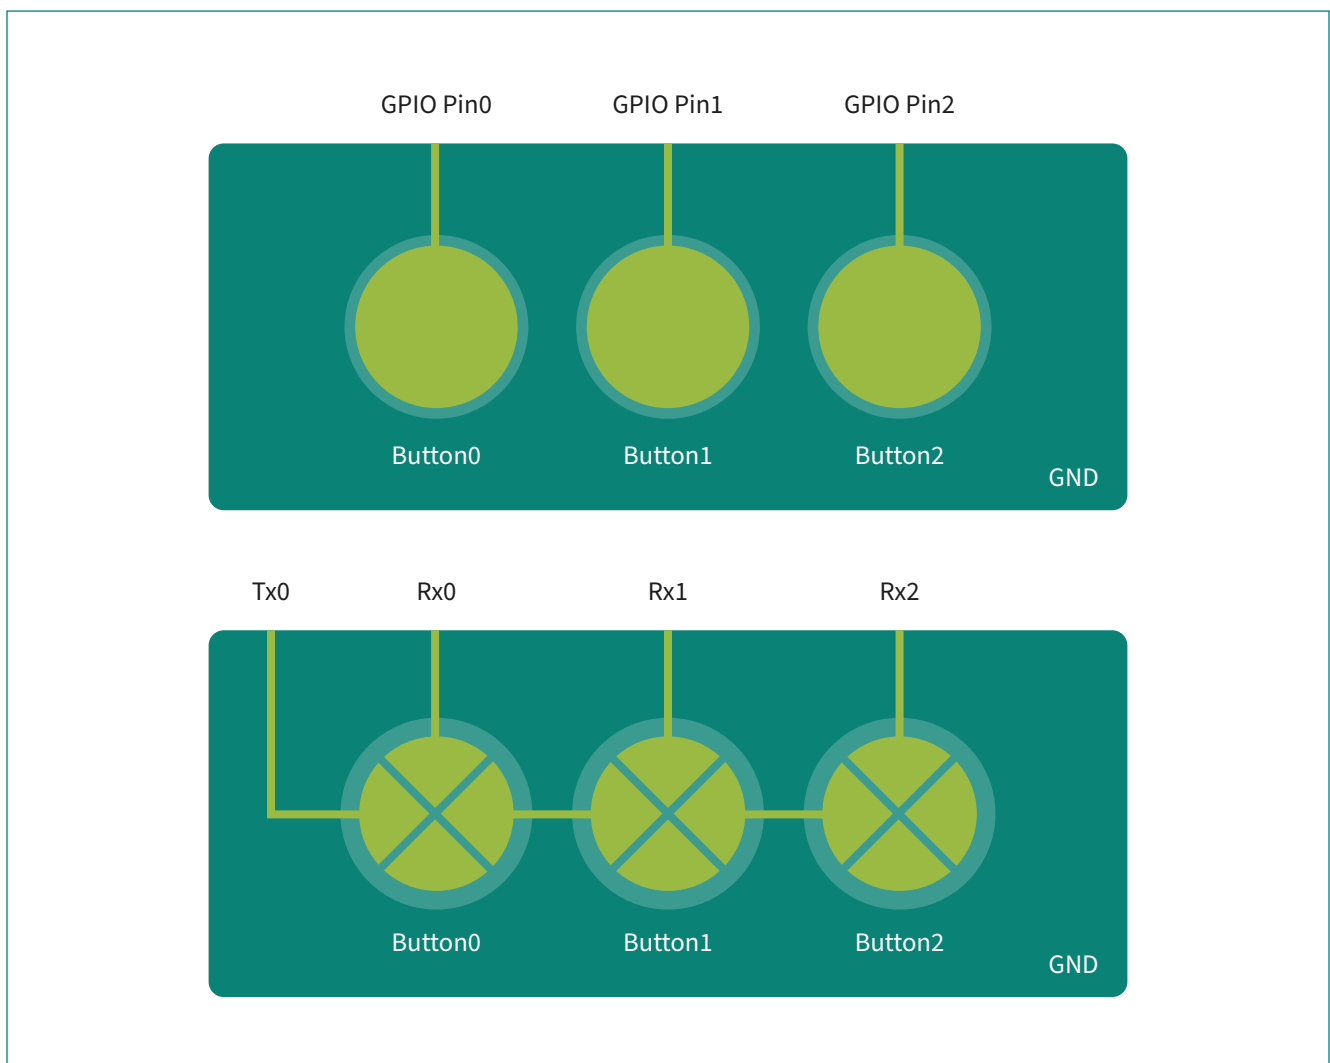 GPIO Pin0 GPIO Pin1 GPIO Pin2
Button0 Button1 Button2
GND
Tx0 Rx0 Rx1 Rx2
Button0 Button1 Button2
GND